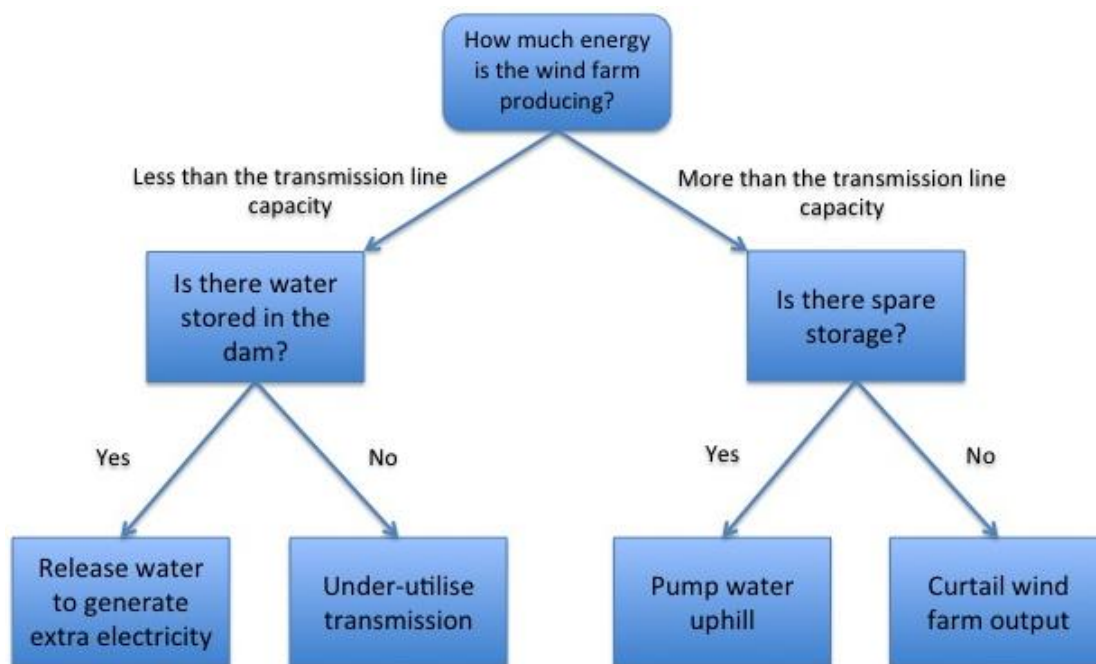 How much energy
is the wind farm
producing?
Less than the transmission line
capacity
More than the transmission line
capacity
Is there water
stored in the
dam?
Is there spare
storage?
Yes
No
Yes
No
Release water
to generate
extra electricity
Under-utilise
transmission
Pump water
uphill
Curtail wind
farm output